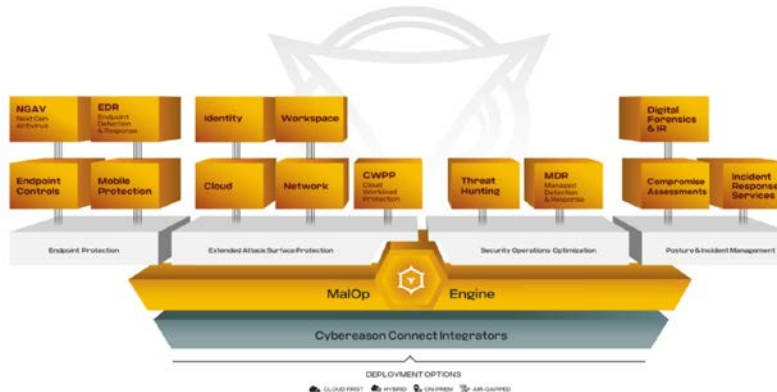 NGAV
Next Gen
Antivirus
EDR
Endpoint
Detection
& Response
Identity
Workspace
Digital
Forensics
& IR
Endpoint
Controls
Mobile
Protection
Cloud
Network
CWPP
Cloud
Workload
Protection
Threat
Hunting
MDR
Managed
Detection
& Response
Compromise
Assessments
Incident
Response
Services
Endpoint Protection
Extended Attack Surface Protection
Security Operations Optimization
Posture & Incident Management
MalOp Engine
Cybereason Connect Integrators
DEPLOYMENT OPTIONS
CLOUD FIRST HYBRID ON-PREM AIR-GAPPED